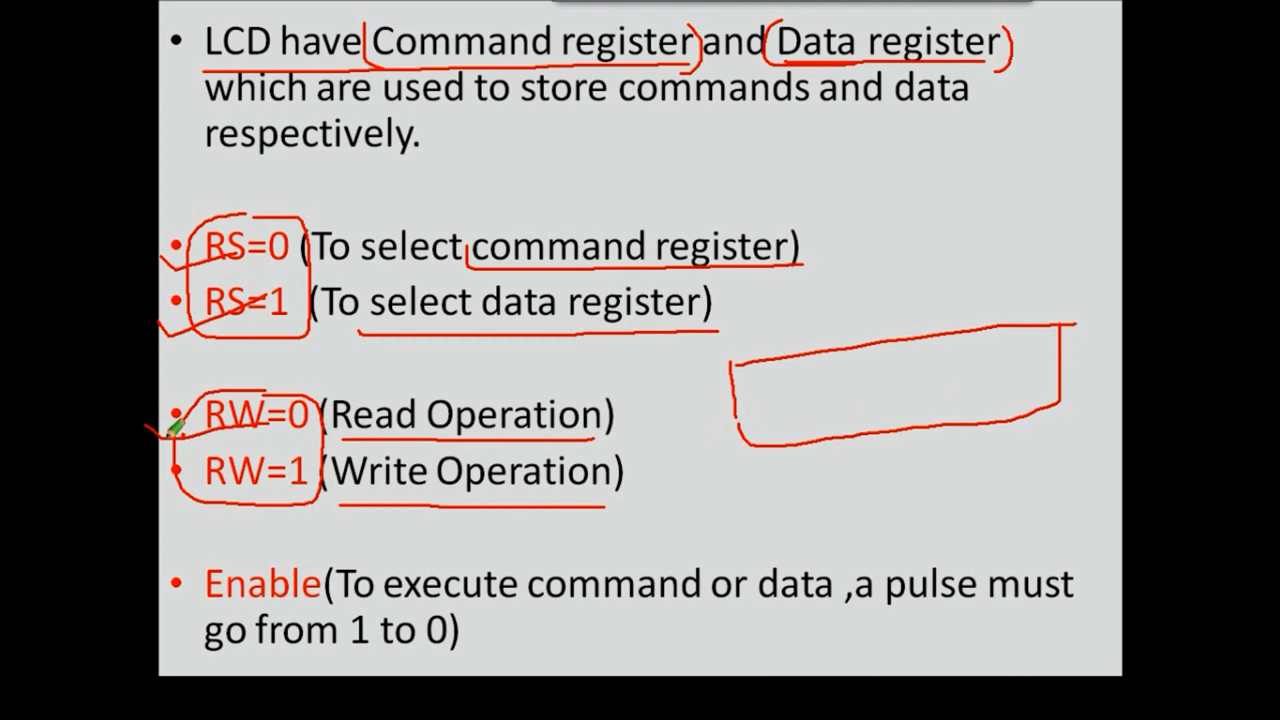 • LCD have Command register and Data register
which are used to store commands and data
respectively.
• RS=0 (To select command register)
• RS=1 (To select data register)
• RW=0 (Read Operation)
• RW=1 (Write Operation)
• Enable(To execute command or data ,a pulse must
go from 1 to 0)